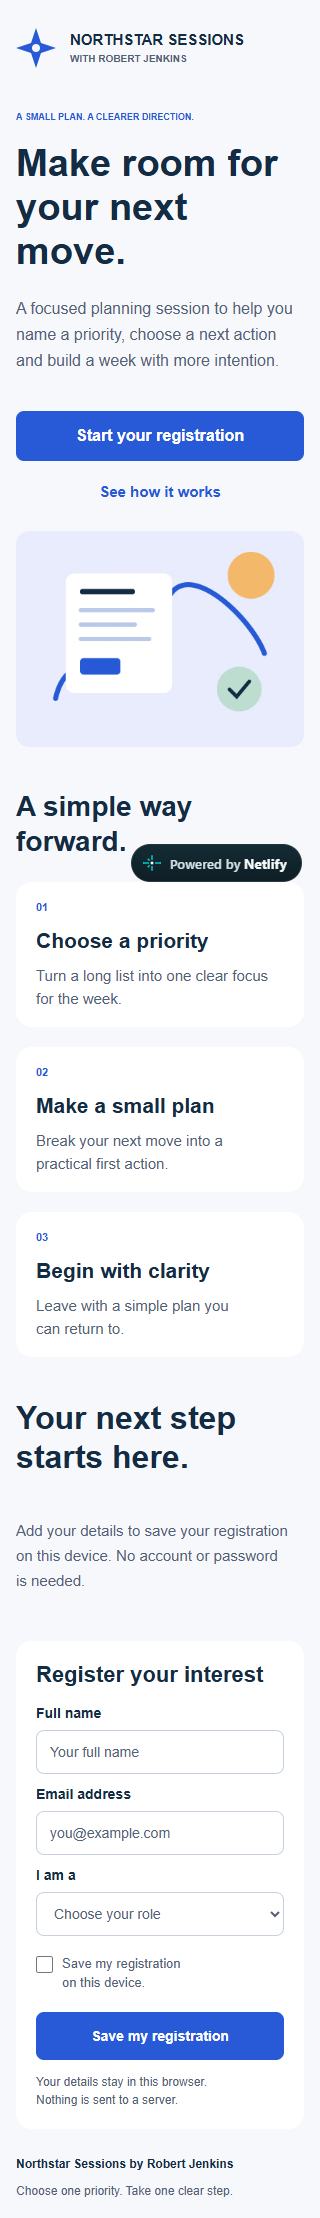 NORTHSTAR SESSIONS
WITH ROBERT JENKINS
A SMALL PLAN. A CLEARER DIRECTION.
Make room for
your next
move.
A focused planning session to help you
name a priority, choose a next action
and build a week with more intention.
Start your registration
See how it works
A simple way
forward.
Powered by Netlify
01
Choose a priority
Turn a long list into one clear focus
for the week.
02
Make a small plan
Break your next move into a
practical first action.
03
Begin with clarity
Leave with a simple plan you
can return to.
Your next step
starts here.
Add your details to save your registration
on this device. No account or password
is needed.
Register your interest
Full name
Your full name
Email address
you@example.com
I am a
Choose your role
Save my registration
on this device.
Save my registration
Your details stay in this browser.
Nothing is sent to a server.
Northstar Sessions by Robert Jenkins
Choose one priority. Take one clear step.